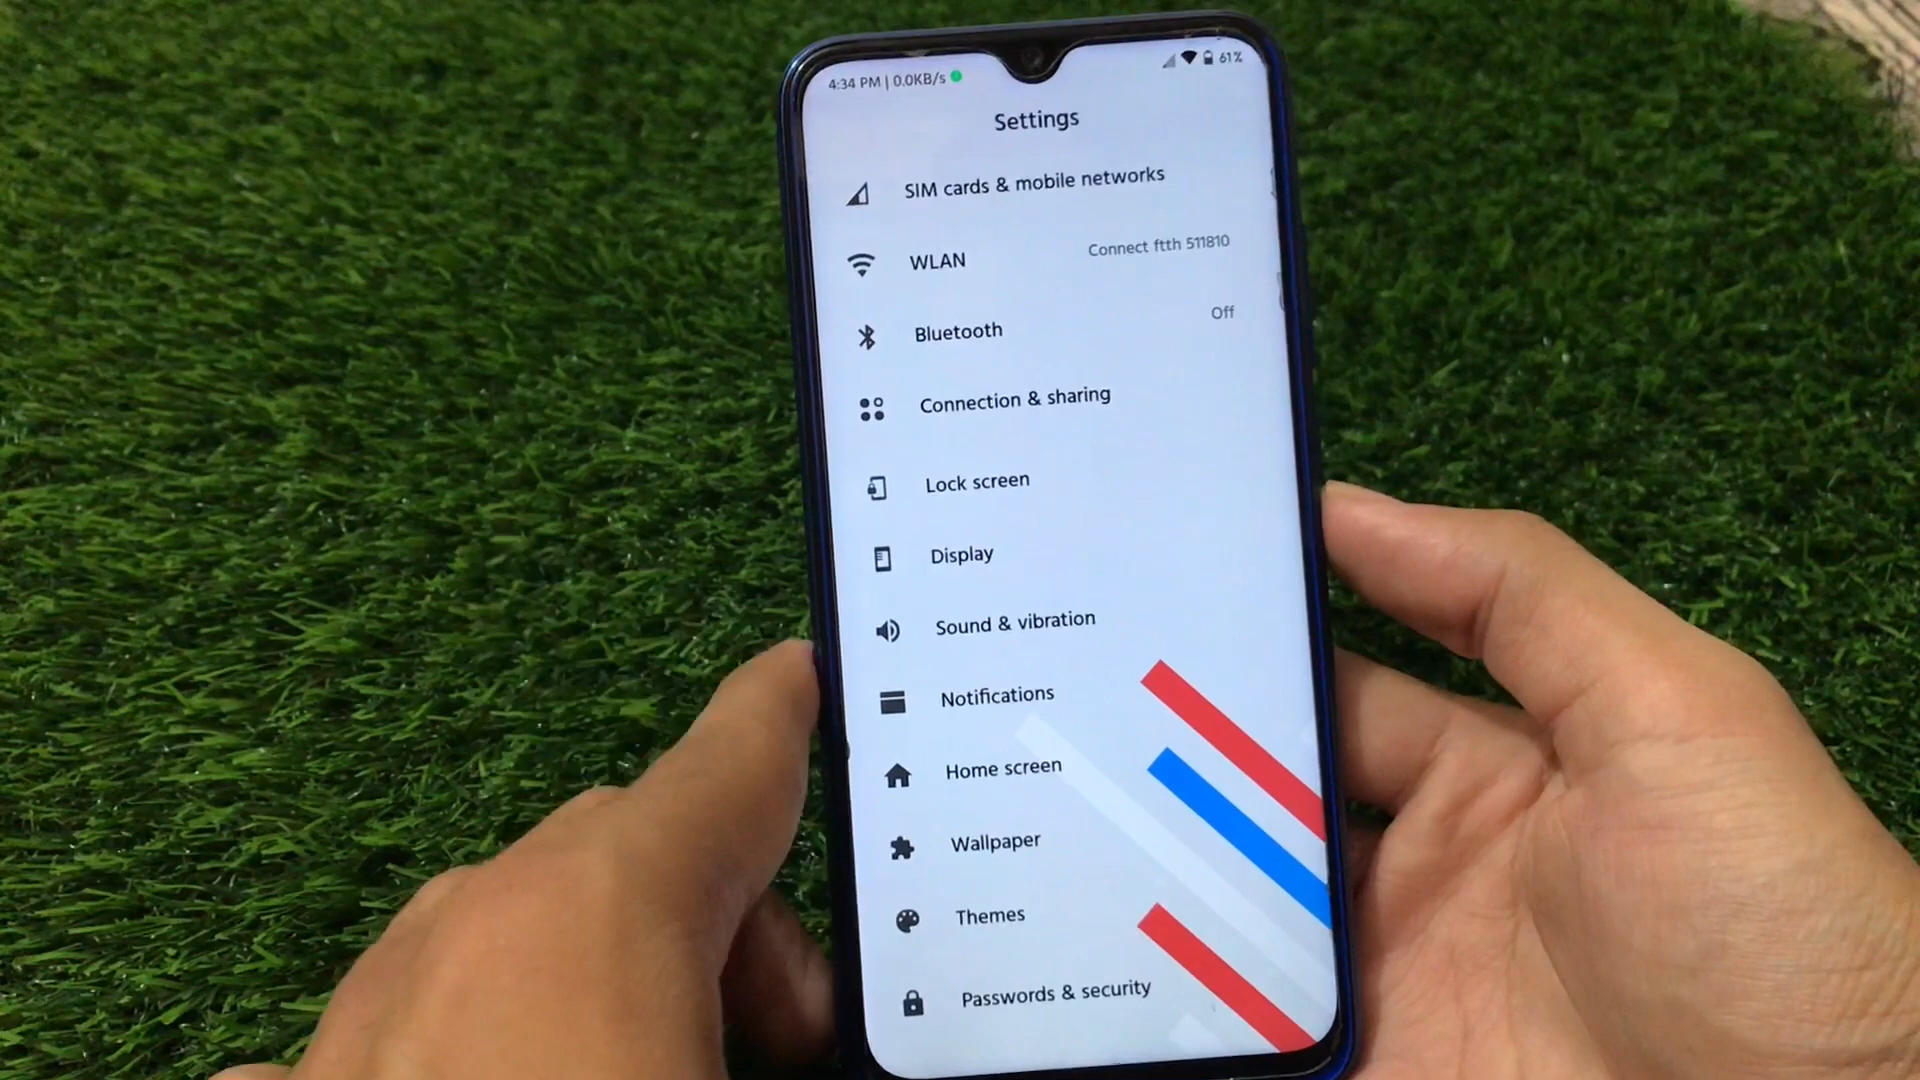 4:34 PM | 0.0KB/s
61%
Settings
SIM cards & mobile networks
WLAN Connect ftth 511810
Bluetooth Off
Connection & sharing
Lock screen
Display
Sound & vibration
Notifications
Home screen
Wallpaper
Themes
Passwords & security